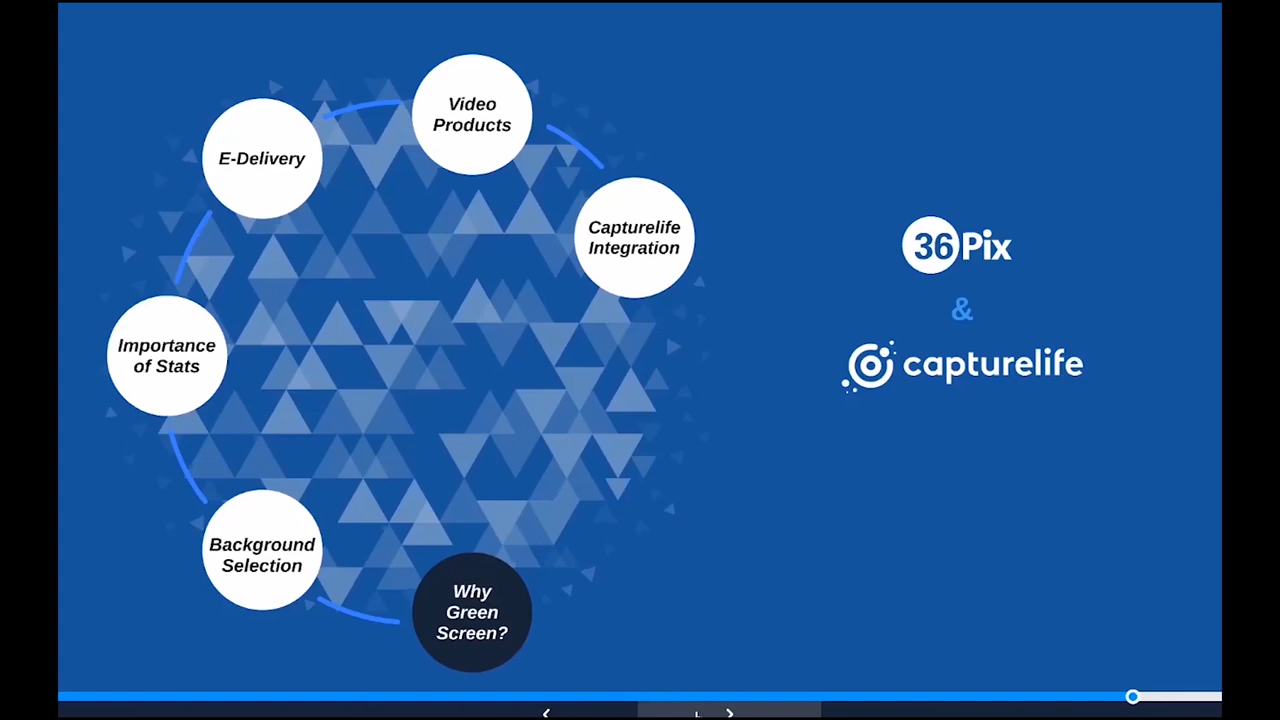 Video
Products
E-Delivery
Capturelife
Integration
36Pix
&
capturelife
Importance
of Stats
Background
Selection
Why
Green
Screen?